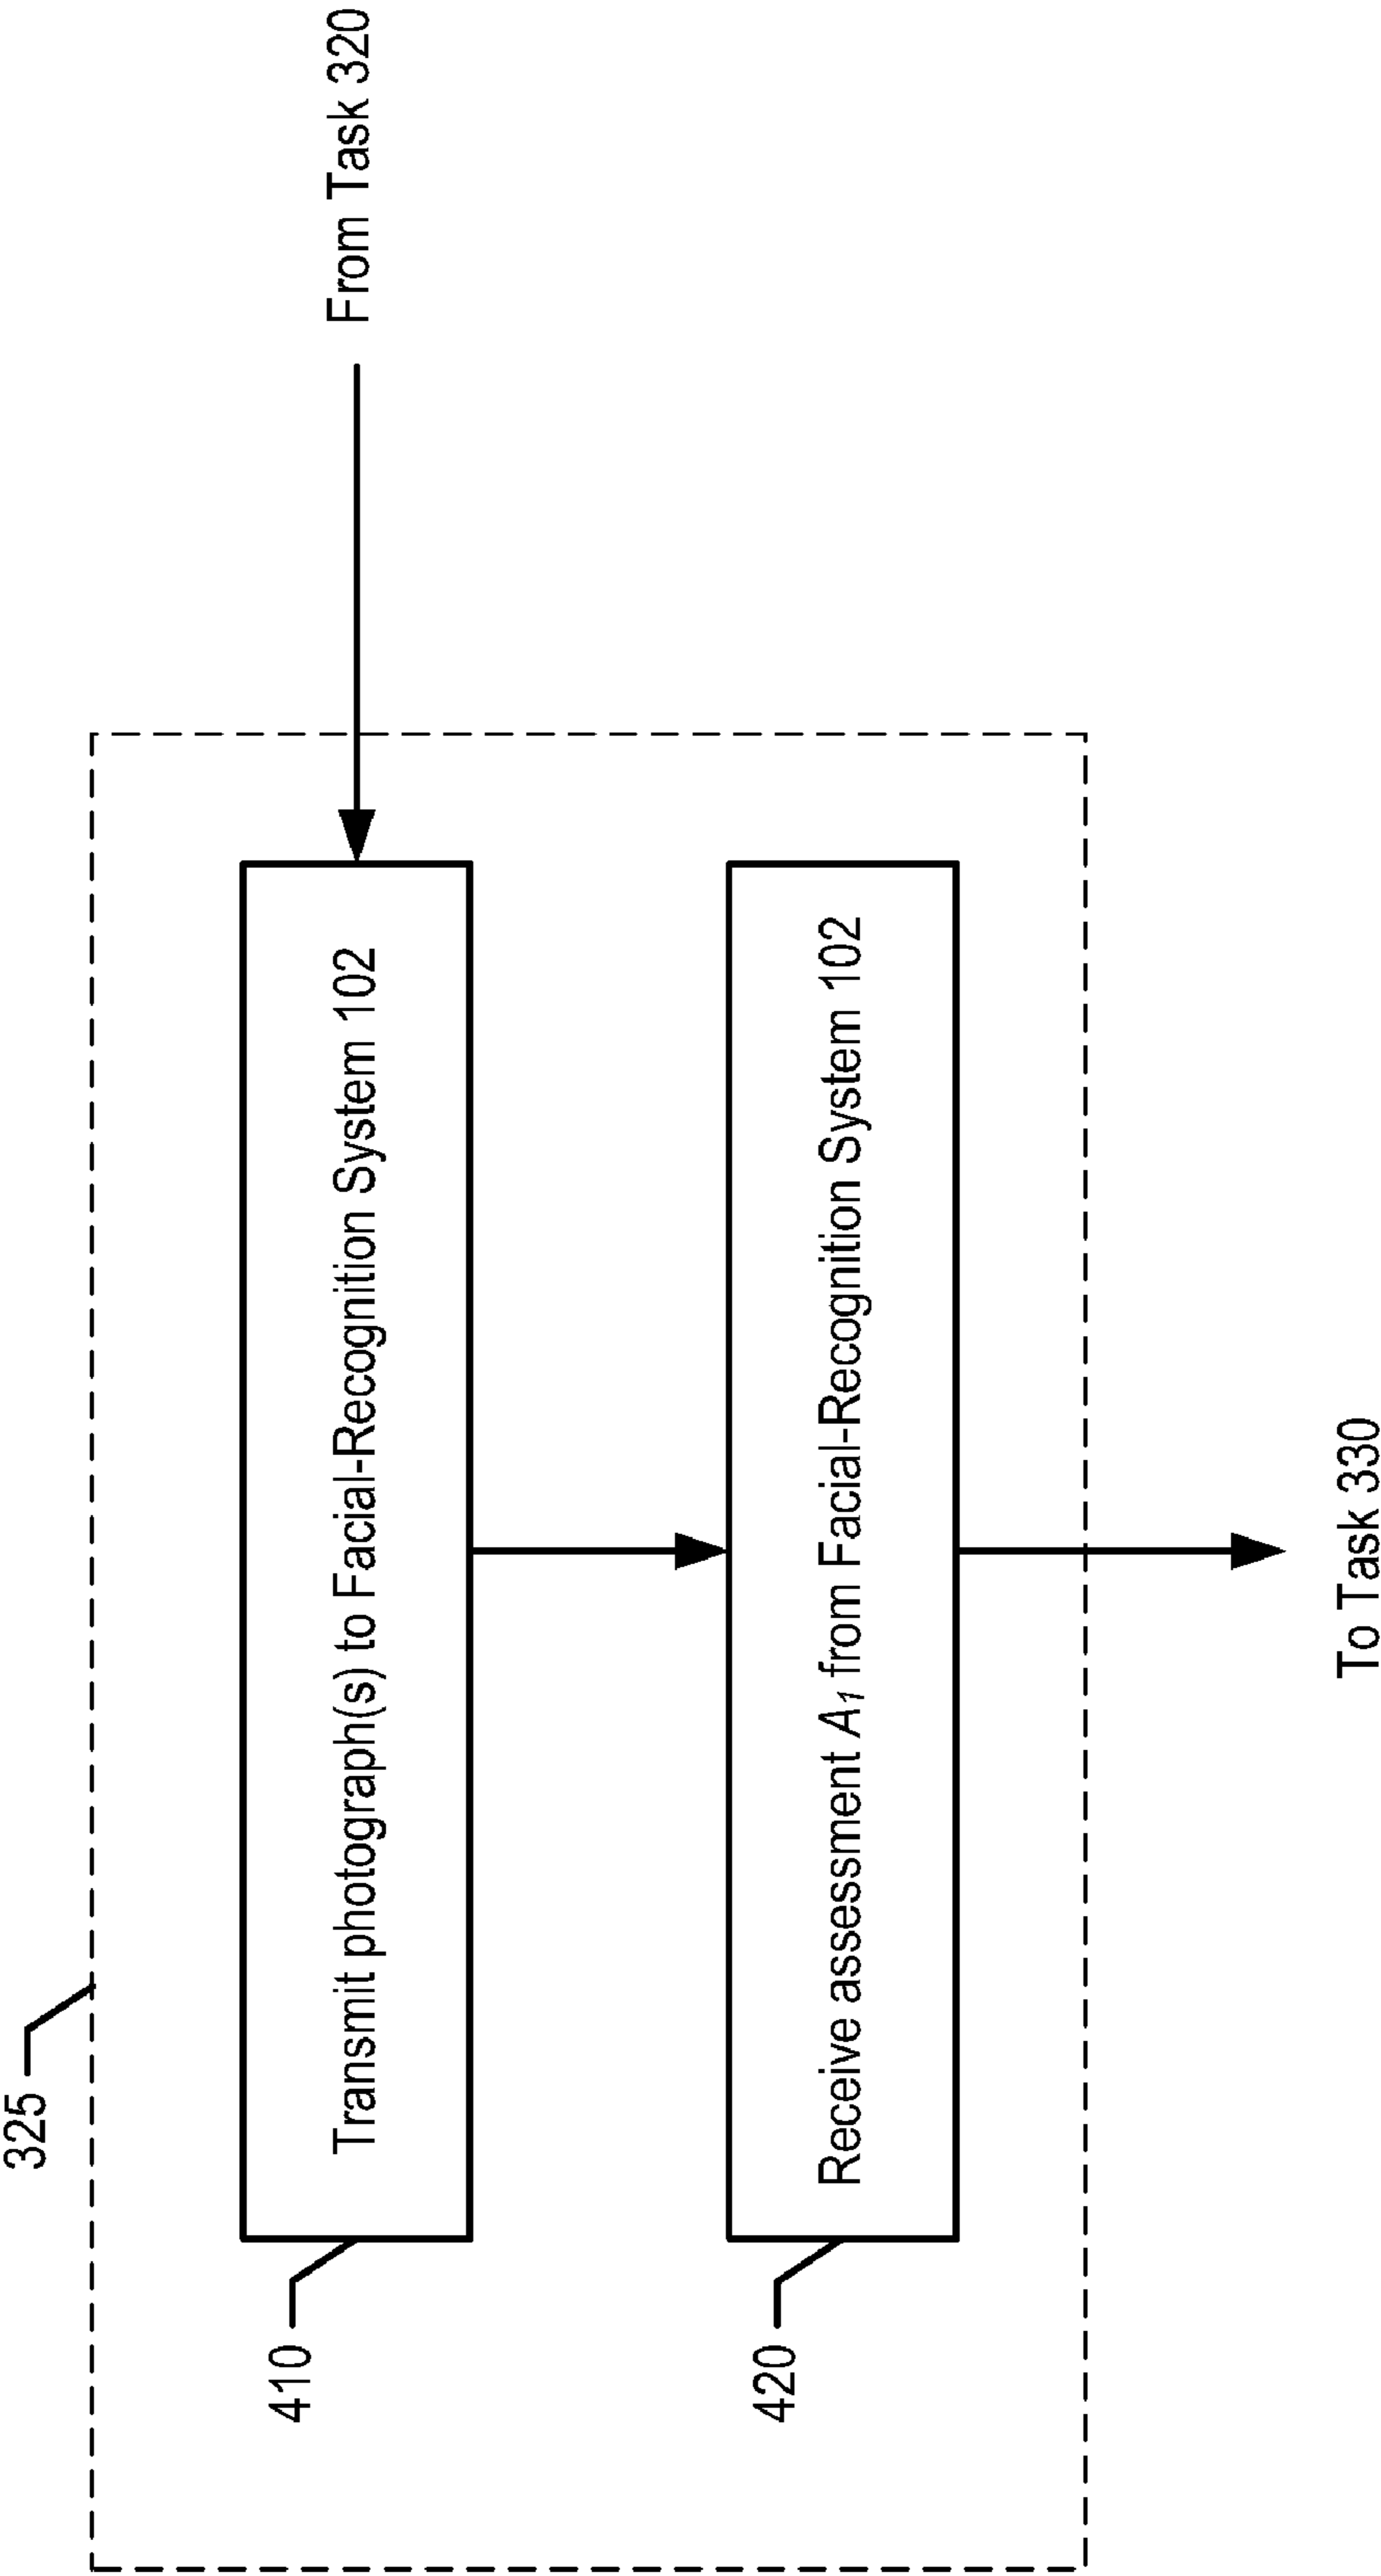 325
From Task 320
410
Transmit photograph(s) to Facial-Recognition System 102
420
Receive assessment A1 from Facial-Recognition System 102
To Task 330